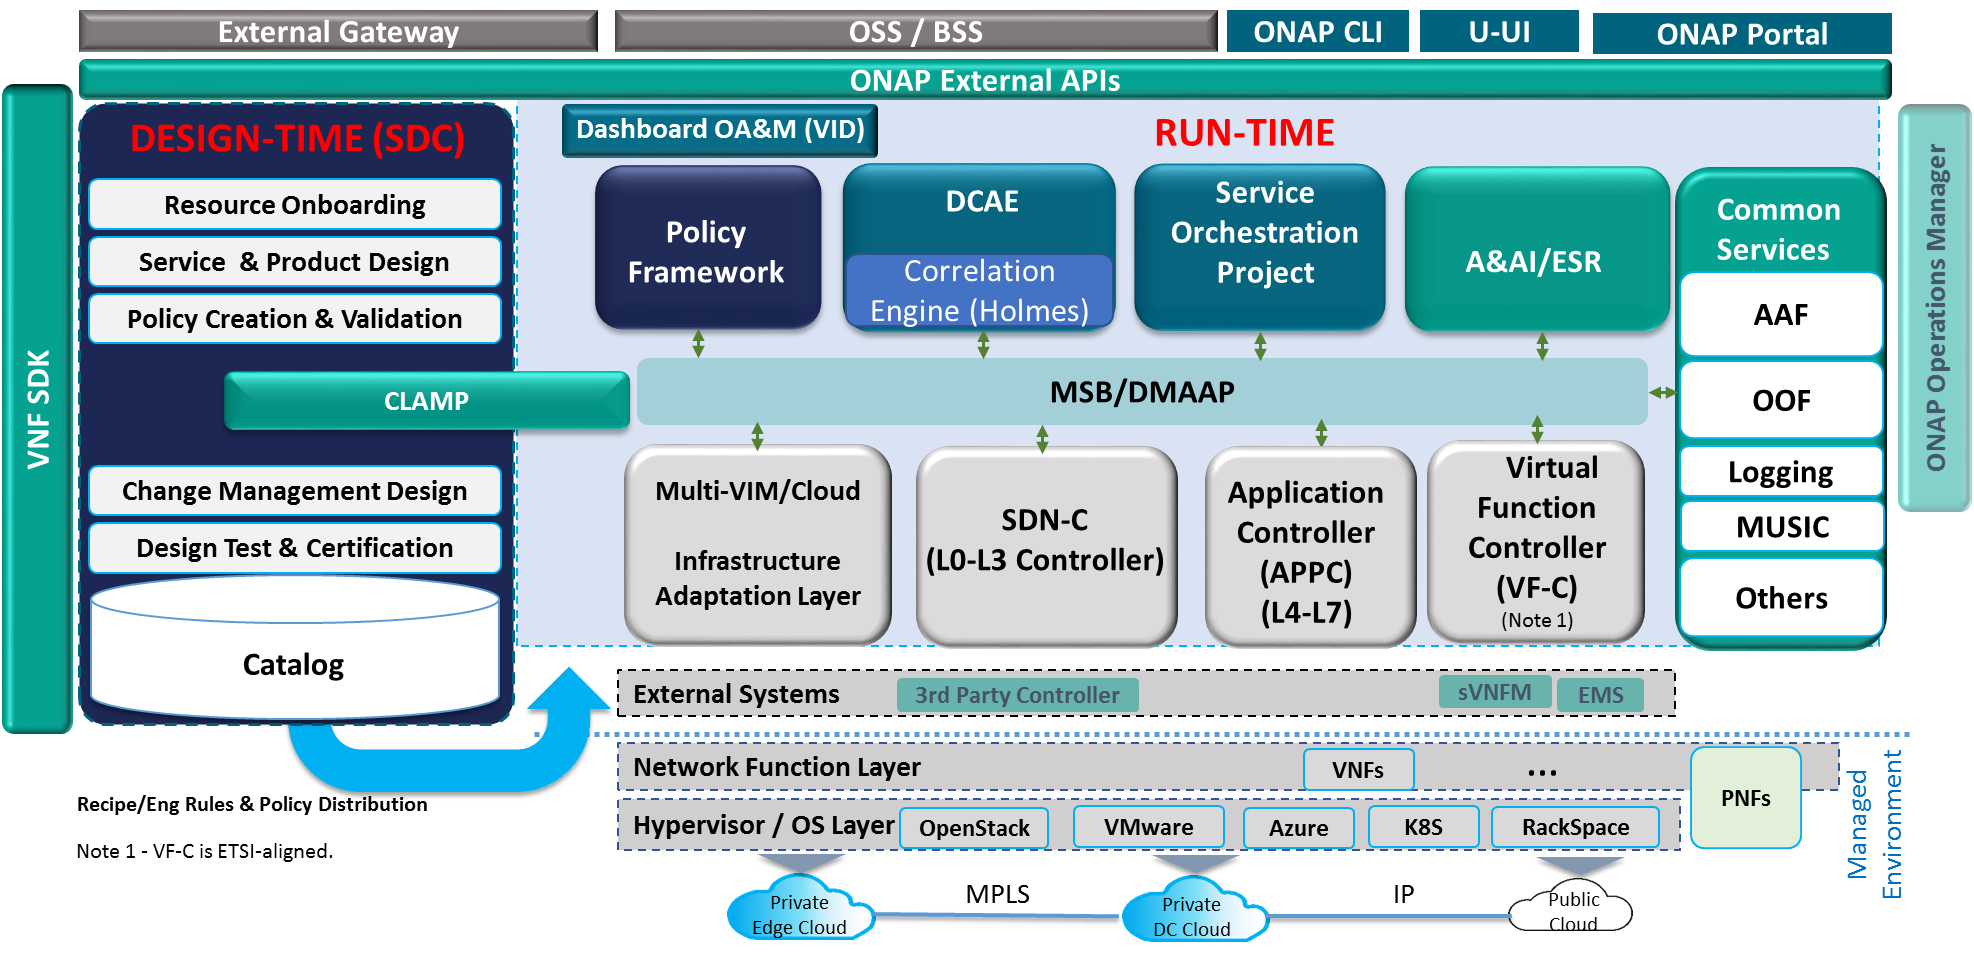 External Gateway
OSS / BSS
ONAP CLI
U-UI
ONAP Portal
ONAP External APIs
VNF SDK
DESIGN-TIME (SDC)
Resource Onboarding
Service & Product Design
Policy Creation & Validation
CLAMP
Change Management Design
Design Test & Certification
Catalog
Dashboard OA&M (VID)
RUN-TIME
Policy
Framework
DCAE
Correlation
Engine (Holmes)
Service
Orchestration
Project
A&AI/ESR
MSB/DMAAP
Multi-VIM/Cloud
Infrastructure
Adaptation Layer
SDN-C
(L0-L3 Controller)
Application
Controller
(APPC)
(L4-L7)
Virtual
Function
Controller
(VF-C)
(Note 1)
Common
Services
AAF
OOF
Logging
MUSIC
Others
ONAP Operations Manager
External Systems
3rd Party Controller
sVNFM
EMS
Network Function Layer
VNFs
...
PNFs
Hypervisor / OS Layer
OpenStack
VMware
Azure
K8S
RackSpace
Managed
Environment
Recipe/Eng Rules & Policy Distribution
Note 1 - VF-C is ETSI-aligned.
Private
Edge Cloud
MPLS
Private
DC Cloud
IP
Public
Cloud